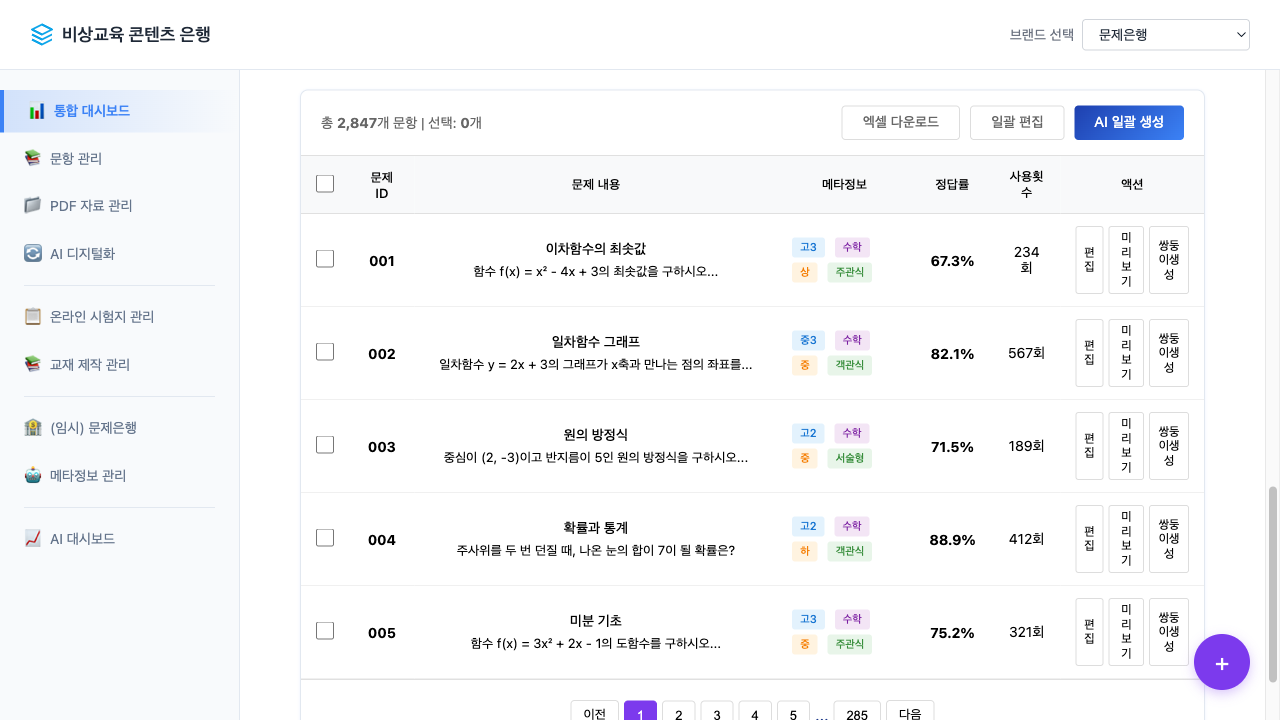 비상교육 콘텐츠 은행
브랜드 선택
문제은행
통합 대시보드
문항 관리
PDF 자료 관리
AI 디지털화
온라인 시험지 관리
교재 제작 관리
(임시) 문제은행
메타정보 관리
AI 대시보드
총 2,847개 문항 | 선택: 0개
엑셀 다운로드
일괄 편집
AI 일괄 생성
문제
ID
문제 내용
메타정보
정답률
사용횟
수
액션
001
이차함수의 최솟값
함수 f(x) = x² - 4x + 3의 최솟값을 구하시오...
고3 수학
상 주관식
67.3%
234
회
편
집
미
리
보
기
쌍둥
이생
성
002
일차함수 그래프
일차함수 y = 2x + 3의 그래프가 x축과 만나는 점의 좌표를...
중3 수학
중 객관식
82.1%
567회
편
집
미
리
보
기
쌍둥
이생
성
003
원의 방정식
중심이 (2, -3)이고 반지름이 5인 원의 방정식을 구하시오...
고2 수학
중 서술형
71.5%
189회
편
집
미
리
보
기
쌍둥
이생
성
004
확률과 통계
주사위를 두 번 던질 때, 나온 눈의 합이 7이 될 확률은?
고2 수학
하 객관식
88.9%
412회
편
집
미
리
보
기
쌍둥
이생
성
005
미분 기초
함수 f(x) = 3x² + 2x - 1의 도함수를 구하시오...
고3 수학
중 주관식
75.2%
321회
편
집
미
리
보
기
쌍둥
이생
성
+
이전 1 2 3 4 5 ... 285 다음